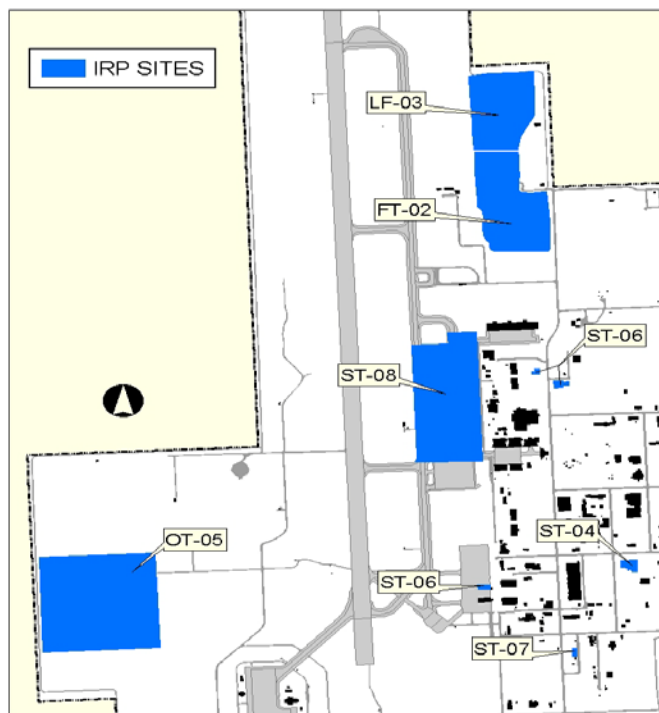 IRP SITES
LF-03
FT-02
ST-06
ST-08
OT-05
ST-04
ST-06
ST-07